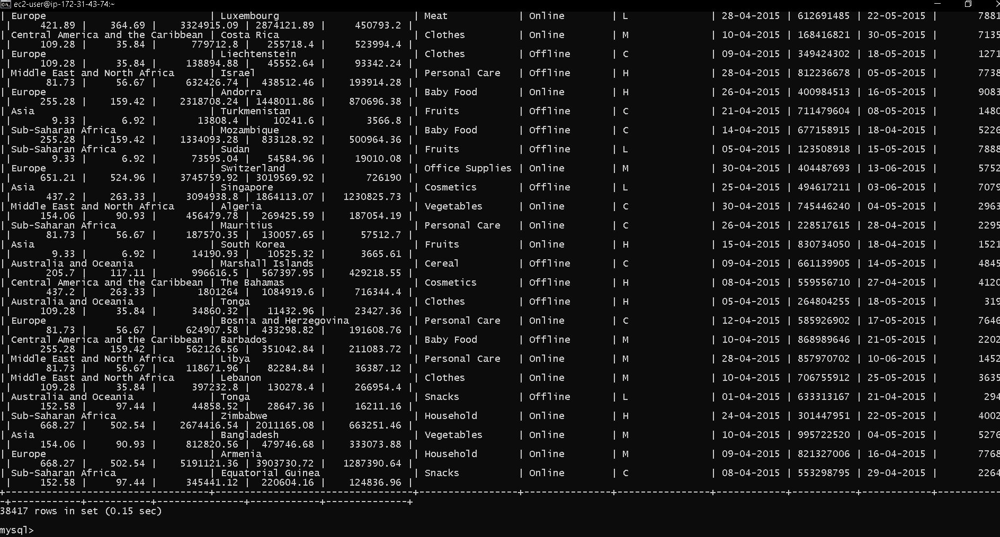 ec2-user@ip-172-31-43-74:~
| Europe | Luxembourg | Meat | Online | L | 28-04-2015 | 612691485 | 22-05-2015 | 7881
| 421.89 | 364.69 | 3324915.09 | 2874121.89 | 450793.2 |
| Central America and the Caribbean | Costa Rica | Clothes | Online | M | 10-04-2015 | 168416821 | 30-05-2015 | 7135
| 109.28 | 35.84 | 779712.8 | 255718.4 | 523994.4 |
| Europe | Liechtenstein | Clothes | Offline | C | 09-04-2015 | 349424302 | 18-05-2015 | 1271
| 109.28 | 35.84 | 138894.88 | 45552.64 | 93342.24 |
| Middle East and North Africa | Israel | Personal Care | Offline | H | 28-04-2015 | 812236678 | 05-05-2015 | 7738
| 81.73 | 56.67 | 632426.74 | 438512.46 | 193914.28 |
| Europe | Andorra | Baby Food | Online | H | 26-04-2015 | 400984513 | 16-05-2015 | 9083
| 255.28 | 159.42 | 2318708.24 | 1448011.86 | 870696.38 |
| Asia | Turkmenistan | Fruits | Offline | C | 21-04-2015 | 711479604 | 08-05-2015 | 1480
| 9.33 | 6.92 | 13808.4 | 10241.6 | 3566.8 |
| Sub-Saharan Africa | Mozambique | Baby Food | Offline | C | 14-04-2015 | 677158915 | 18-04-2015 | 5226
| 255.28 | 159.42 | 1334093.28 | 833128.92 | 500964.36 |
| Sub-Saharan Africa | Sudan | Fruits | Offline | L | 05-04-2015 | 123508918 | 15-05-2015 | 7888
| 9.33 | 6.92 | 73595.04 | 54584.96 | 19010.08 |
| Europe | Switzerland | Office Supplies | Online | M | 30-04-2015 | 404487693 | 13-06-2015 | 5752
| 651.21 | 524.96 | 3745759.92 | 3019569.92 | 726190 |
| Asia | Singapore | Cosmetics | Offline | L | 25-04-2015 | 494617211 | 03-06-2015 | 7079
| 437.2 | 263.33 | 3094938.8 | 1864113.07 | 1230825.73 |
| Middle East and North Africa | Algeria | Vegetables | Online | C | 30-04-2015 | 745446240 | 04-05-2015 | 2963
| 154.06 | 90.93 | 456479.78 | 269425.59 | 187054.19 |
| Sub-Saharan Africa | Mauritius | Personal Care | Online | C | 26-04-2015 | 228517615 | 28-04-2015 | 2295
| 81.73 | 56.67 | 187570.35 | 130057.65 | 57512.7 |
| Asia | South Korea | Fruits | Online | H | 15-04-2015 | 830734050 | 18-04-2015 | 1521
| 9.33 | 6.92 | 14190.93 | 10525.32 | 3665.61 |
| Australia and Oceania | Marshall Islands | Cereal | Offline | C | 09-04-2015 | 661139905 | 14-05-2015 | 4845
| 205.7 | 117.11 | 996616.5 | 567397.95 | 429218.55 |
| Central America and the Caribbean | The Bahamas | Cosmetics | Offline | H | 08-04-2015 | 559556710 | 27-04-2015 | 4120
| 437.2 | 263.33 | 1801264 | 1084919.6 | 716344.4 |
| Australia and Oceania | Tonga | Clothes | Offline | H | 05-04-2015 | 264804255 | 18-05-2015 | 319
| 109.28 | 35.84 | 34860.32 | 11432.96 | 23427.36 |
| Europe | Bosnia and Herzegovina | Personal Care | Online | C | 12-04-2015 | 585926902 | 17-05-2015 | 7646
| 81.73 | 56.67 | 624907.58 | 433298.82 | 191608.76 |
| Central America and the Caribbean | Barbados | Baby Food | Offline | M | 10-04-2015 | 868989646 | 21-05-2015 | 2202
| 255.28 | 159.42 | 562126.56 | 351042.84 | 211083.72 |
| Middle East and North Africa | Libya | Personal Care | Online | M | 28-04-2015 | 857970702 | 10-06-2015 | 1452
| 81.73 | 56.67 | 118671.96 | 82284.84 | 36387.12 |
| Middle East and North Africa | Lebanon | Clothes | Online | M | 10-04-2015 | 706755912 | 25-05-2015 | 3635
| 109.28 | 35.84 | 397232.8 | 130278.4 | 266954.4 |
| Australia and Oceania | Tonga | Snacks | Offline | L | 01-04-2015 | 633313167 | 21-04-2015 | 294
| 152.58 | 97.44 | 44858.52 | 28647.36 | 16211.16 |
| Sub-Saharan Africa | Zimbabwe | Household | Online | H | 24-04-2015 | 301447951 | 22-05-2015 | 4002
| 668.27 | 502.54 | 2674416.54 | 2011165.08 | 663251.46 |
| Asia | Bangladesh | Vegetables | Online | M | 10-04-2015 | 995722520 | 04-05-2015 | 5276
| 154.06 | 90.93 | 812820.56 | 479746.68 | 333073.88 |
| Europe | Armenia | Household | Online | M | 09-04-2015 | 821327006 | 16-04-2015 | 7768
| 668.27 | 502.54 | 5191121.36 | 3903730.72 | 1287390.64 |
| Sub-Saharan Africa | Equatorial Guinea | Snacks | Online | C | 08-04-2015 | 553298795 | 29-04-2015 | 2264
| 152.58 | 97.44 | 345441.12 | 220604.16 | 124836.96 |
38417 rows in set (0.15 sec)
mysql>